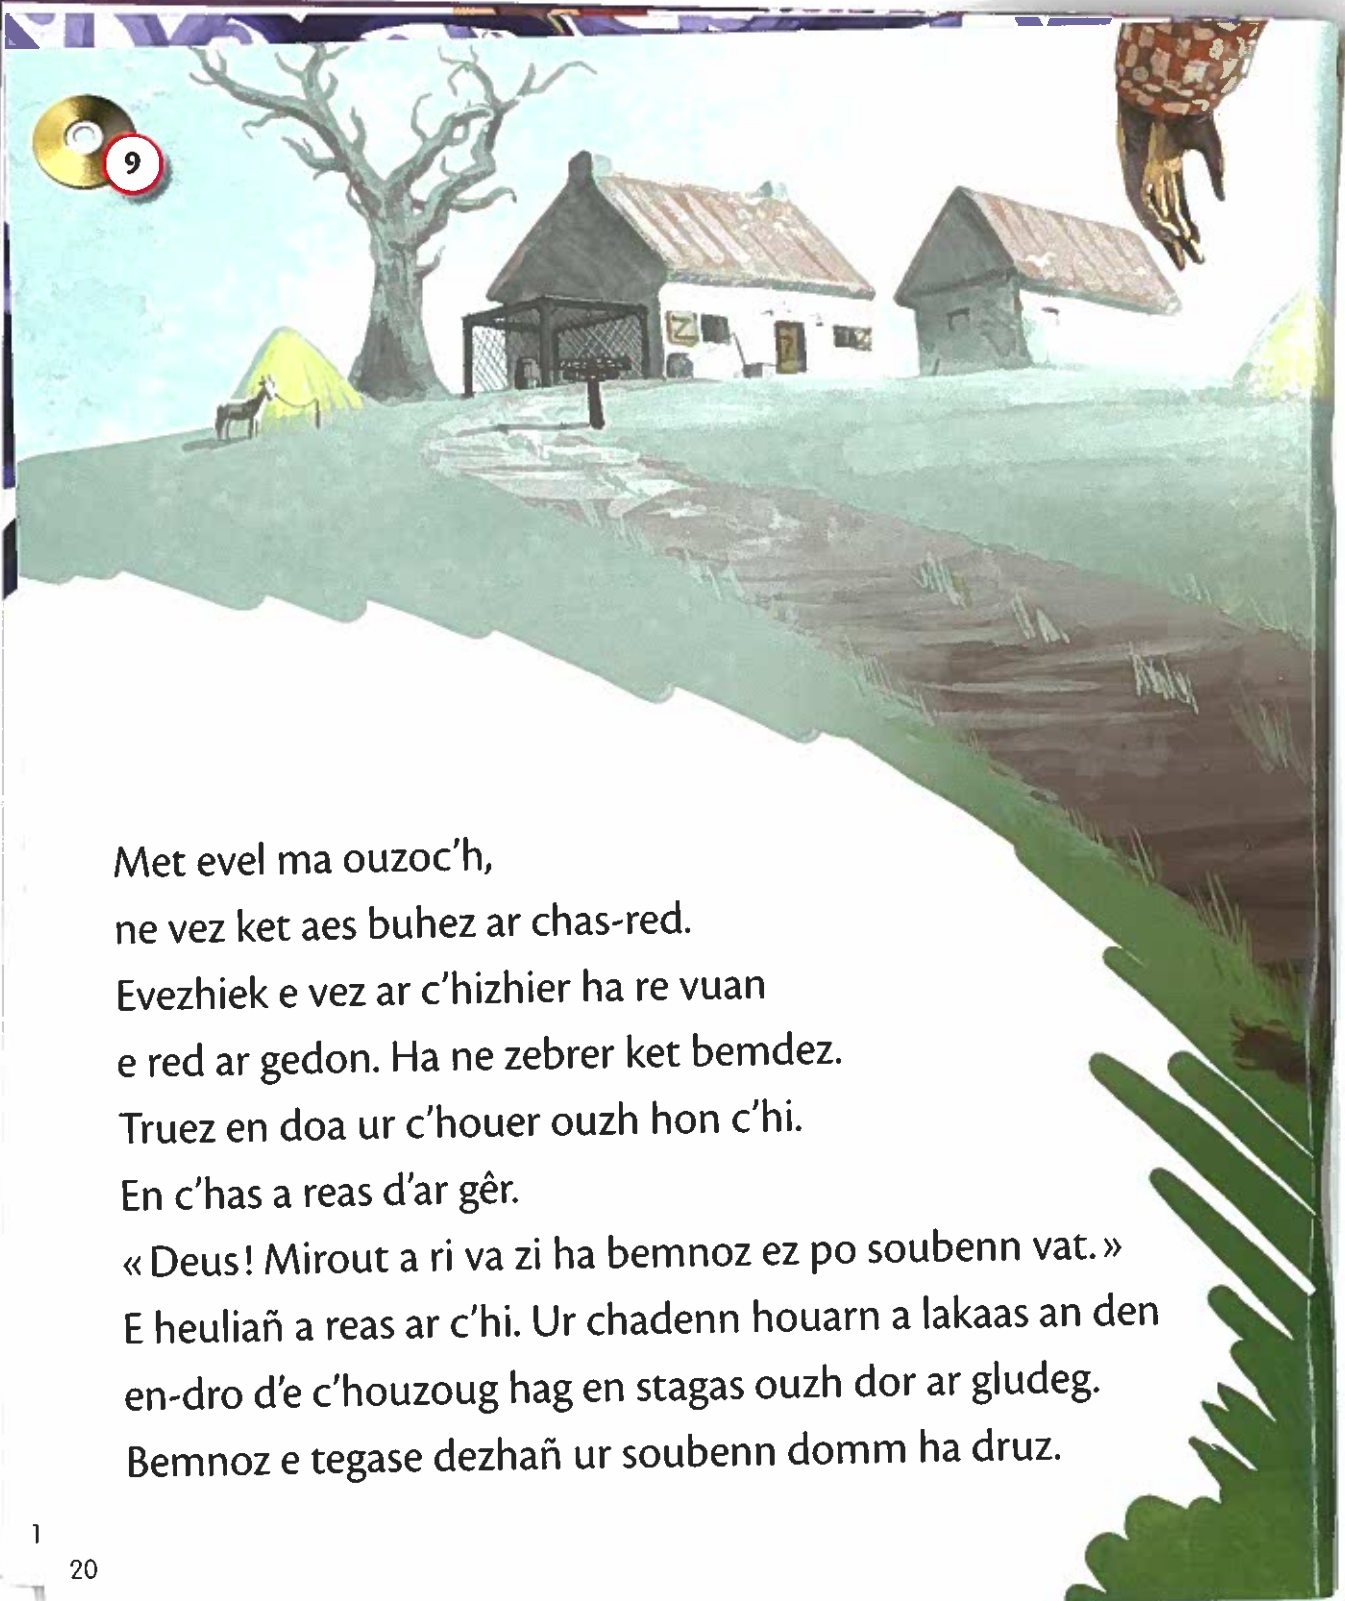 9
Met evel ma ouzoc'h,
ne vez ket aes buhez ar chas-red.
Evezhiek e vez ar c'hizhier ha re vuan
e red ar gedon. Ha ne zebrer ket bemdez.
Truez en doa ur c'houer ouzh hon c'hi.
En c'has a reas d'ar gêr.
« Deus! Mirout a ri va zi ha bemnoz ez po soubenn vat. »
E heuliañ a reas ar c'hi. Ur chadenn houarn a lakaas an den
en-dro d'e c'houzoug hag en stagas ouzh dor ar gludeg.
Bemnoz e tegase dezhañ ur soubenn domm ha druz.
1
20